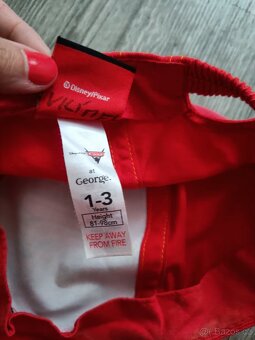 ©Disney/Pixar
at
George.
1-3
Years
Height
81-98cm
KEEP AWAY
FROM FIRE